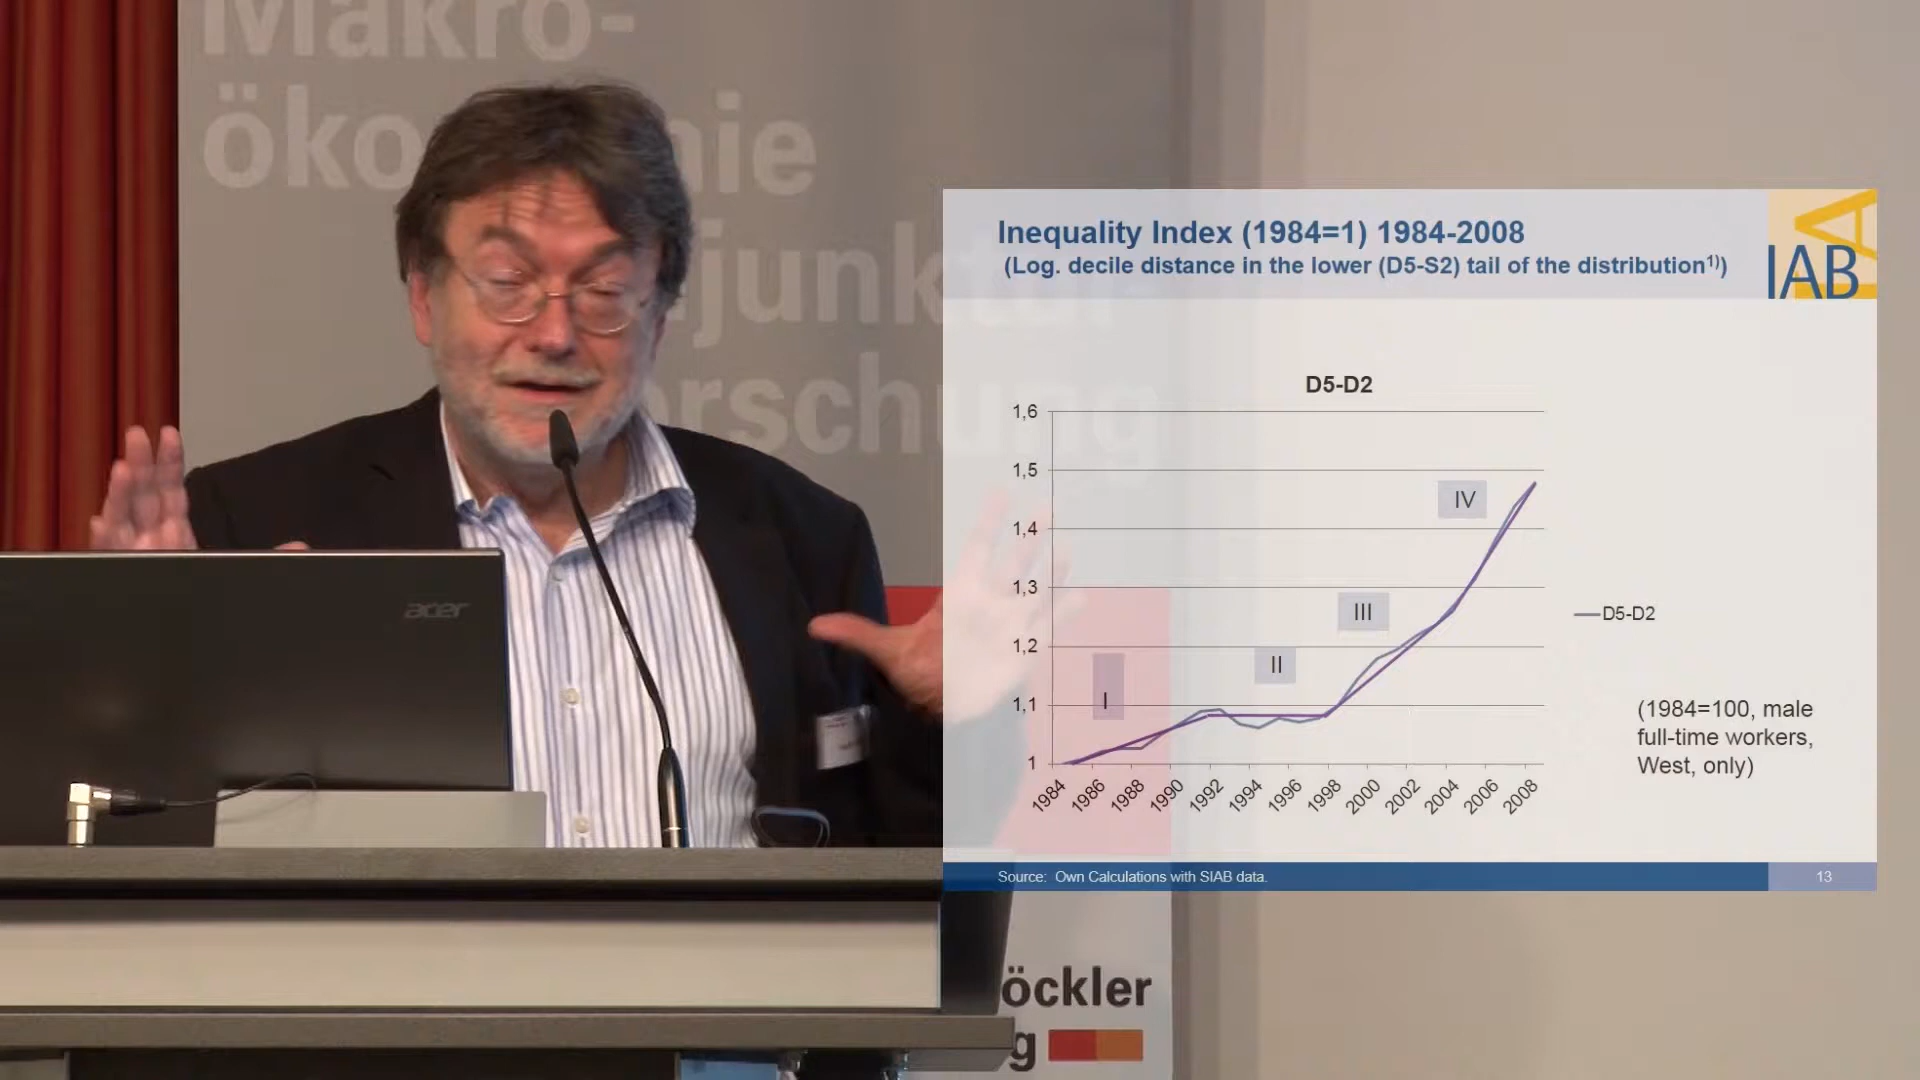 Makro-
öko
nie
junktur
orschung
Inequality Index (1984=1) 1984-2008
(Log. decile distance in the lower (D5-S2) tail of the distribution¹⁾)
IAB
D5-D2
1,6
1,5
1,4
1,3
1,2
1,1
1
I
II
III
IV
1984
1986
1988
1990
1992
1994
1996
1998
2000
2002
2004
2006
2008
D5-D2
(1984=100, male
full-time workers,
West, only)
Source: Own Calculations with SIAB data.
13
acer
öckler
g